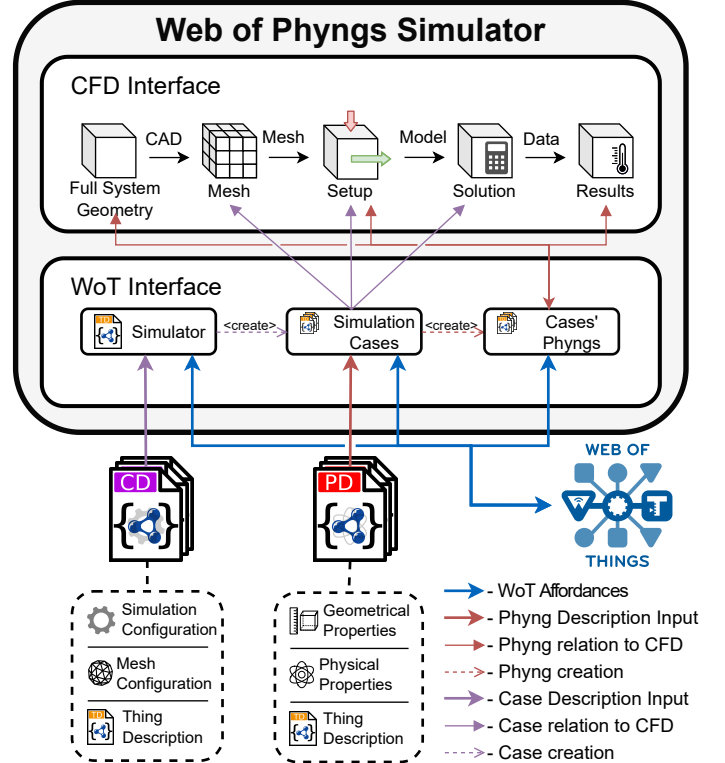 Web of Phyngs Simulator
CFD Interface
CAD
Mesh
Model
Data
Full System
Geometry
Mesh
Setup
Solution
Results
WoT Interface
TD
Simulator
<create>
TD
Simulation
Cases
<create>
TD
Cases'
Phyngs
CD
PD
WEB OF
THINGS
Simulation
Configuration
Mesh
Configuration
TD
Thing
Description
Geometrical
Properties
Physical
Properties
TD
Thing
Description
- WoT Affordances
- Phyng Description Input
- Phyng relation to CFD
- Phyng creation
- Case Description Input
- Case relation to CFD
- Case creation